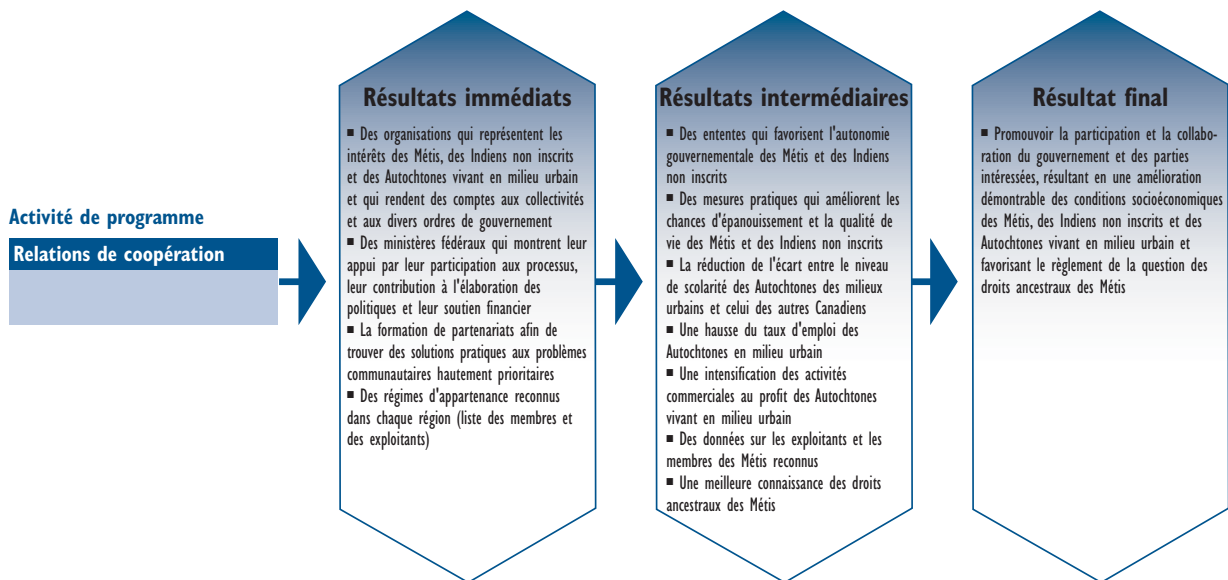 Activité de programme
Relations de coopération
Résultats immédiats
■ Des organisations qui représentent les
intérêts des Métis, des Indiens non inscrits
et des Autochtones vivant en milieu urbain
et qui rendent des comptes aux collectivités
et aux divers ordres de gouvernement
■ Des ministères fédéraux qui montrent leur
appui par leur participation aux processus,
leur contribution à l'élaboration des
politiques et leur soutien financier
■ La formation de partenariats afin de
trouver des solutions pratiques aux problèmes
communautaires hautement prioritaires
■ Des régimes d'appartenance reconnus
dans chaque région (liste des membres et
des exploitants)
Résultats intermédiaires
■ Des ententes qui favorisent l'autonomie
gouvernementale des Métis et des Indiens
non inscrits
■ Des mesures pratiques qui améliorent les
chances d'épanouissement et la qualité de
vie des Métis et des Indiens non inscrits
■ La réduction de l'écart entre le niveau
de scolarité des Autochtones des milieux
urbains et celui des autres Canadiens
■ Une hausse du taux d'emploi des
Autochtones en milieu urbain
■ Une intensification des activités
commerciales au profit des Autochtones
vivant en milieu urbain
■ Des données sur les exploitants et les
membres des Métis reconnus
■ Une meilleure connaissance des droits
ancestraux des Métis
Résultat final
■ Promouvoir la participation et la collabo-
ration du gouvernement et des parties
intéressées, résultant en une amélioration
démontrable des conditions socioéconomiques
des Métis, des Indiens non inscrits et des
Autochtones vivant en milieu urbain et
favorisant le règlement de la question des
droits ancestraux des Métis